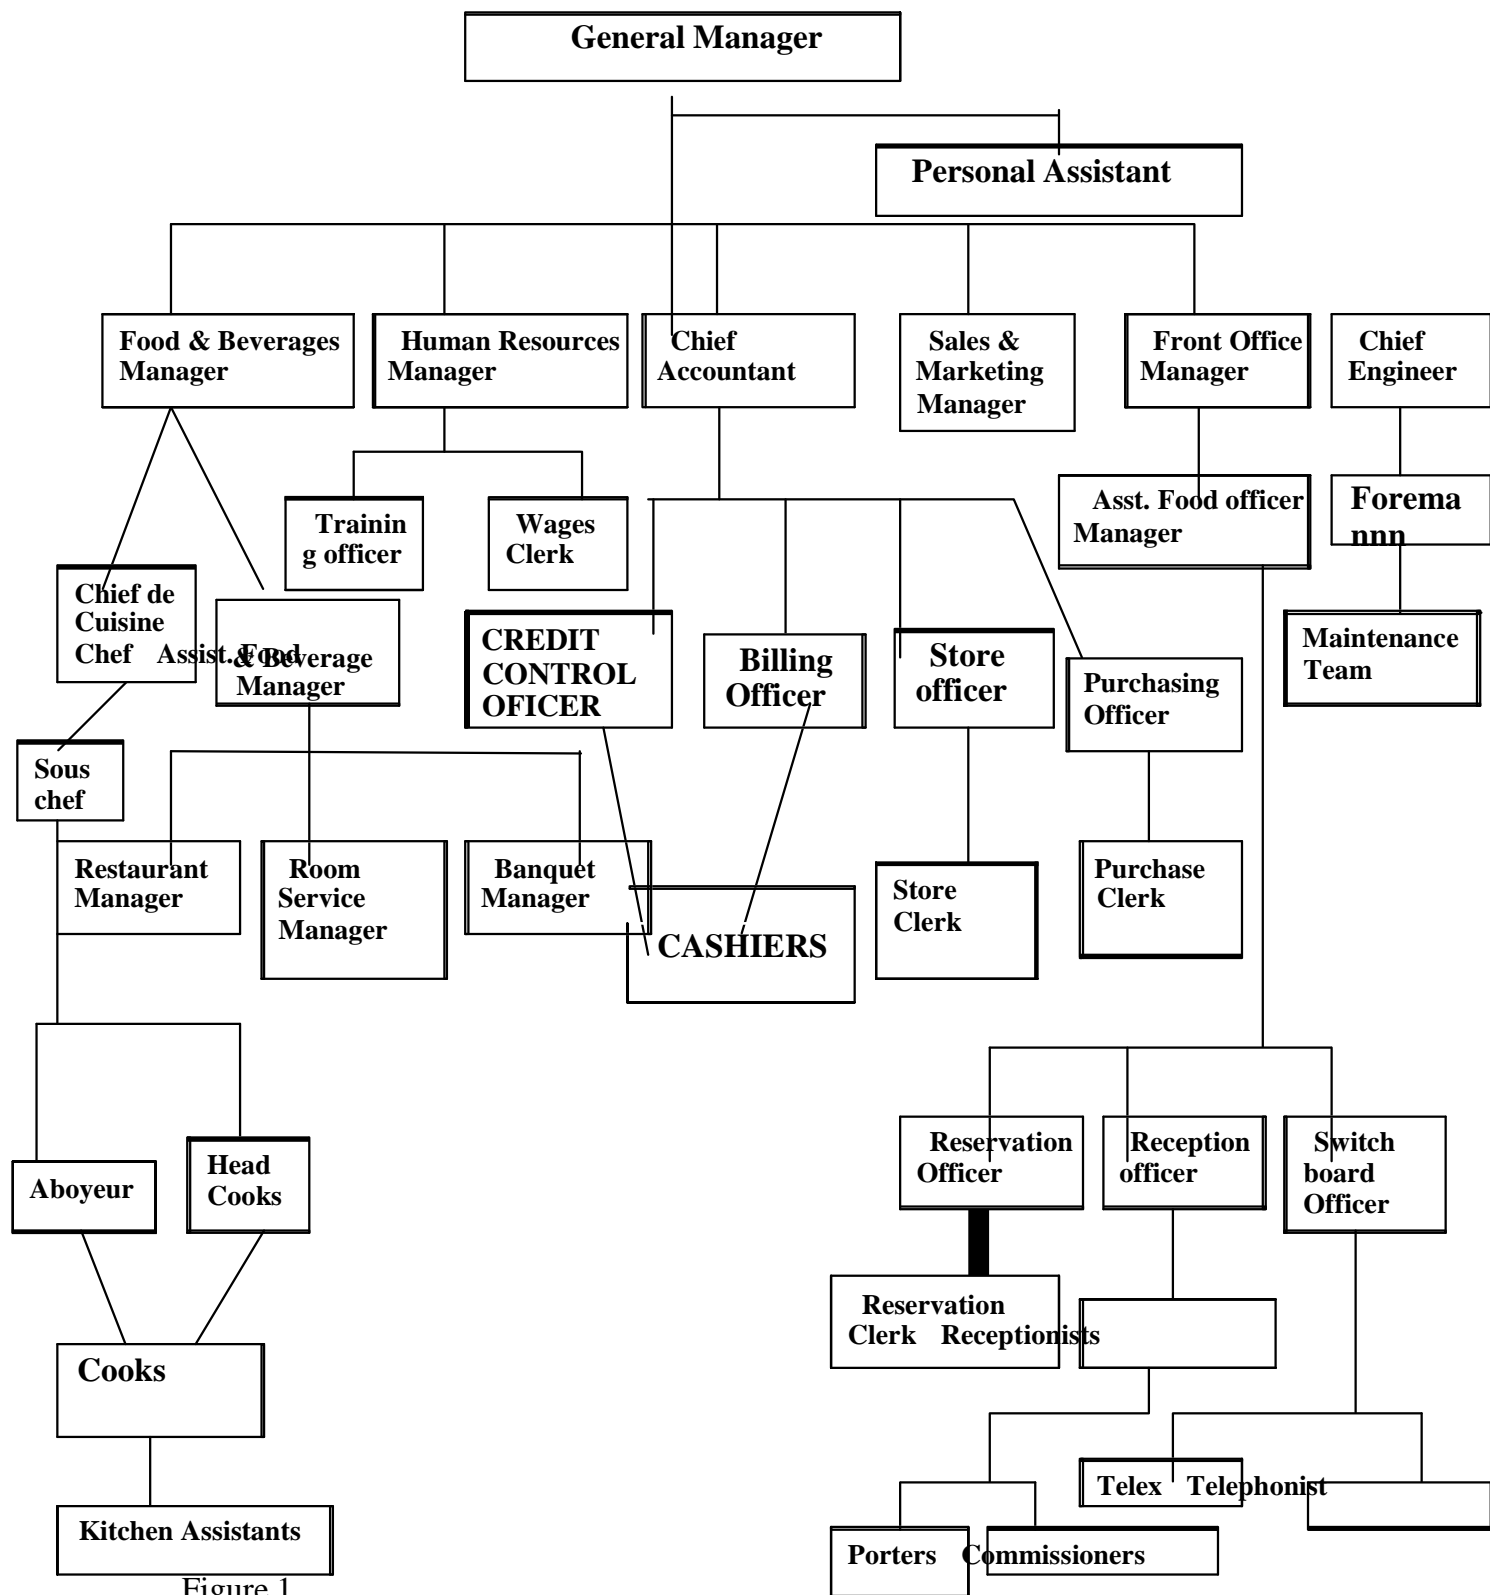 General Manager
Personal Assistant
Food & Beverages
Manager
Human Resources
Manager
Chief
Accountant
Sales &
Marketing
Manager
Front Office
Manager
Chief
Engineer
Trainin
g officer
Wages
Clerk
Asst. Food officer
Manager
Forema
nnn
Chief de
Cuisine
Chef Assist. Food
& Beverage
Manager
CREDIT
CONTROL
OFICER
Billing
Officer
Store
officer
Purchasing
Officer
Maintenance
Team
Sous
chef
Restaurant
Manager
Room
Service
Manager
Banquet
Manager
CASHIERS
Store
Clerk
Purchase
Clerk
Aboyeur
Head
Cooks
Reservation
Officer
Reception
officer
Switch
board
Officer
Reservation
Clerk Receptionists
Cooks
Telex Telephonist
Kitchen Assistants
Porters Commissioners
Figure 1